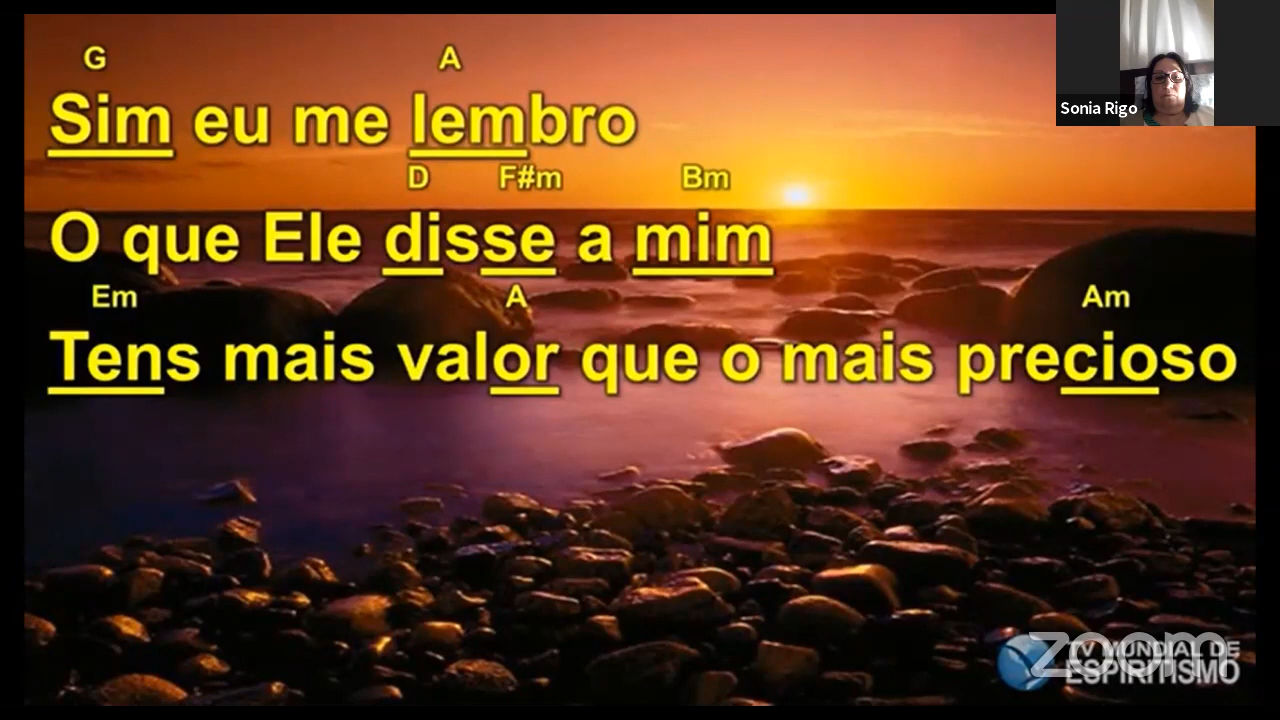 G A
Sim eu me lembro
D F#m Bm
O que Ele disse a mim
Em A Am
Tens mais valor que o mais precioso
Sonia Rigo
zoom
TV MUNDIAL DE
ESPIRITISMO